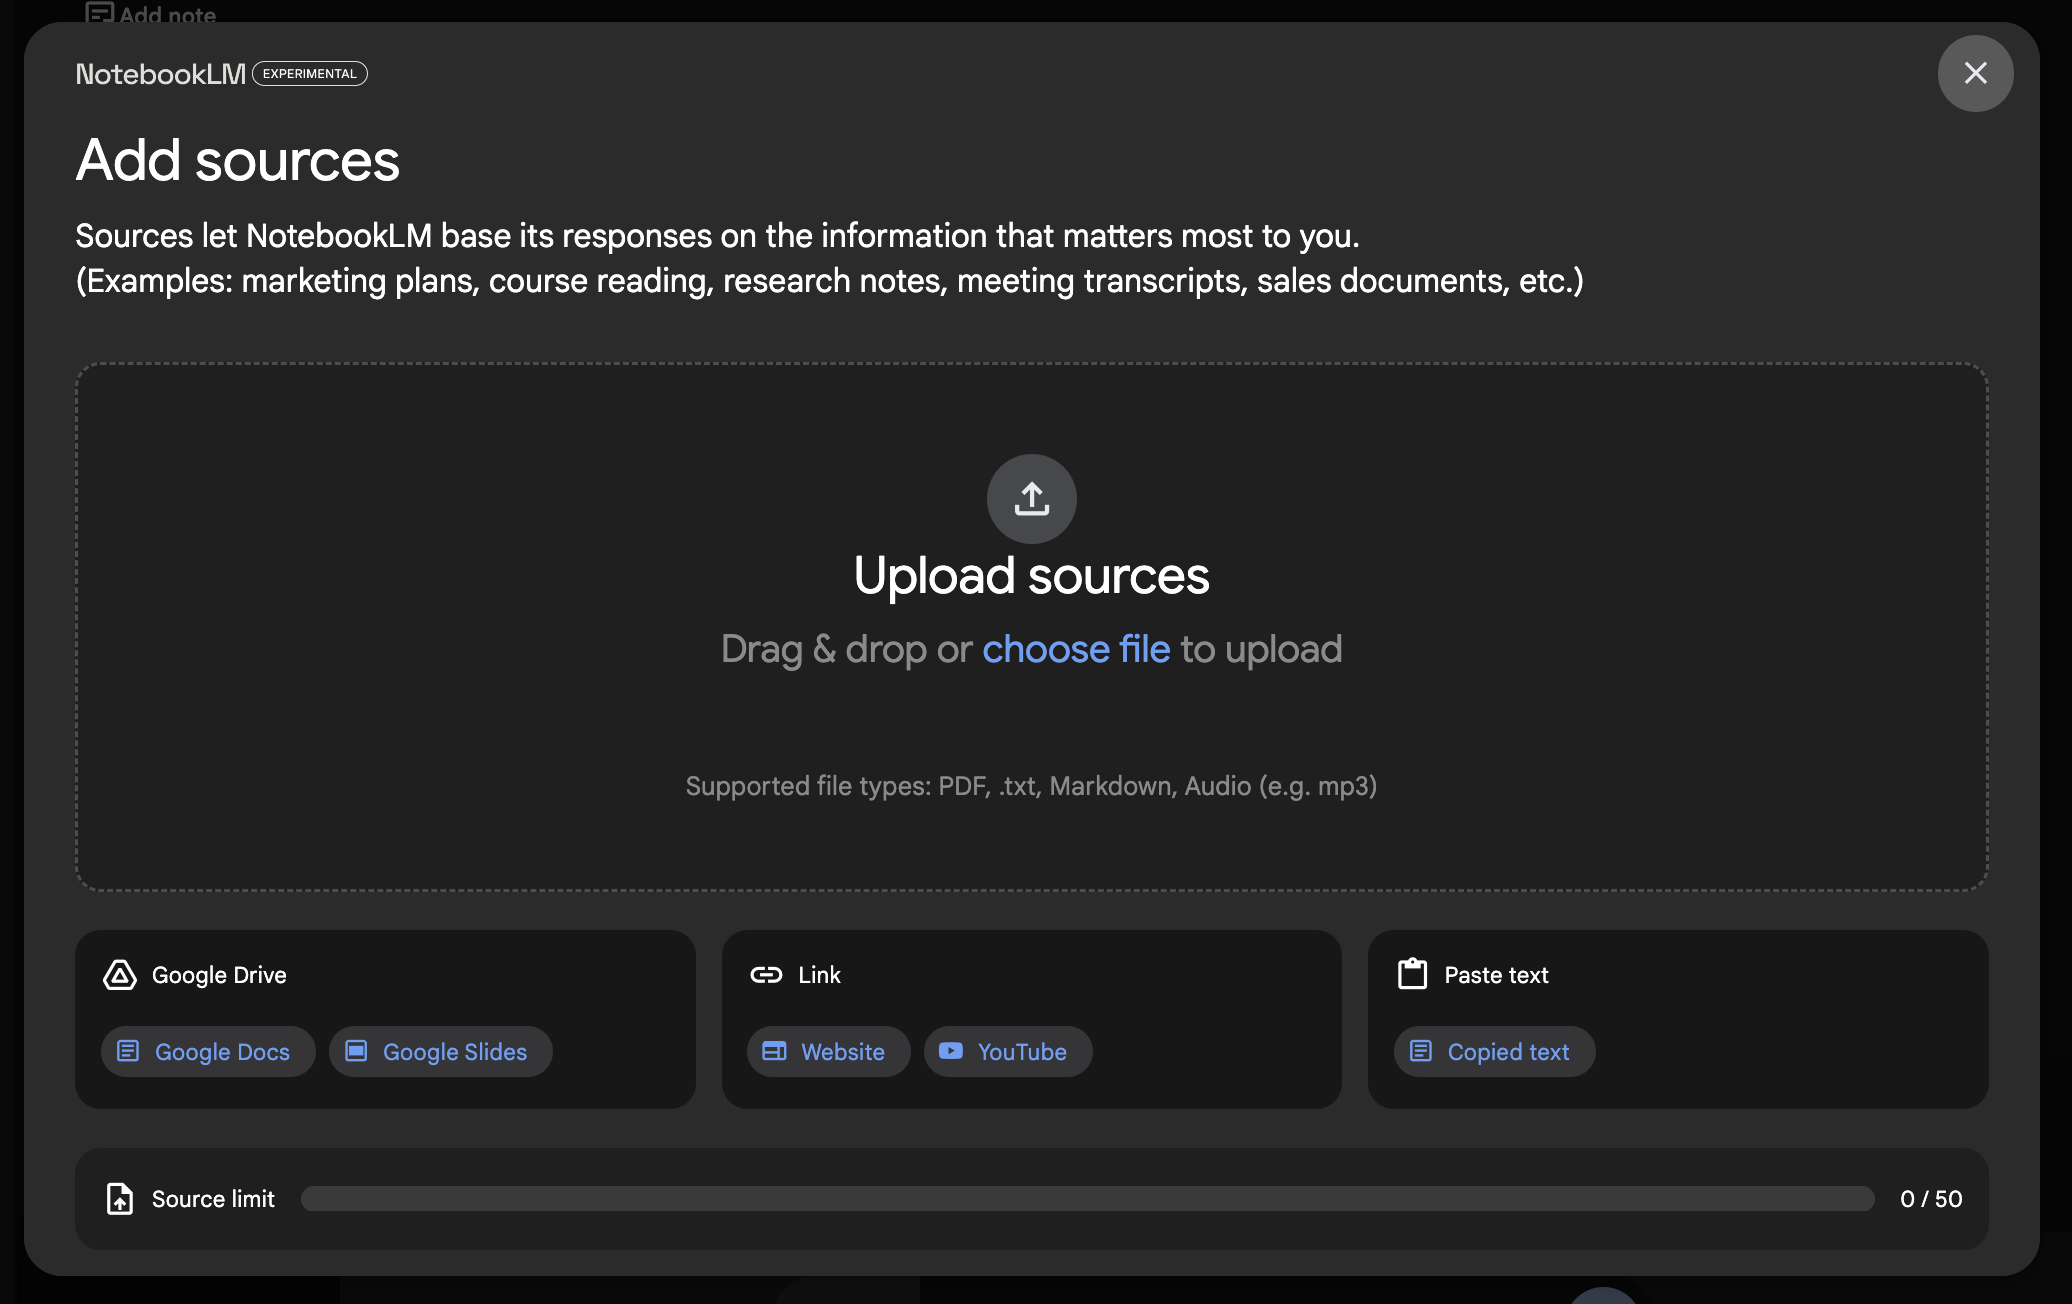 Add note
NotebookLM EXPERIMENTAL
Add sources
Sources let NotebookLM base its responses on the information that matters most to you.
(Examples: marketing plans, course reading, research notes, meeting transcripts, sales documents, etc.)
Upload sources
Drag & drop or choose file to upload
Supported file types: PDF, .txt, Markdown, Audio (e.g. mp3)
Google Drive
Google Docs
Google Slides
Link
Website
YouTube
Paste text
Copied text
Source limit
0 / 50